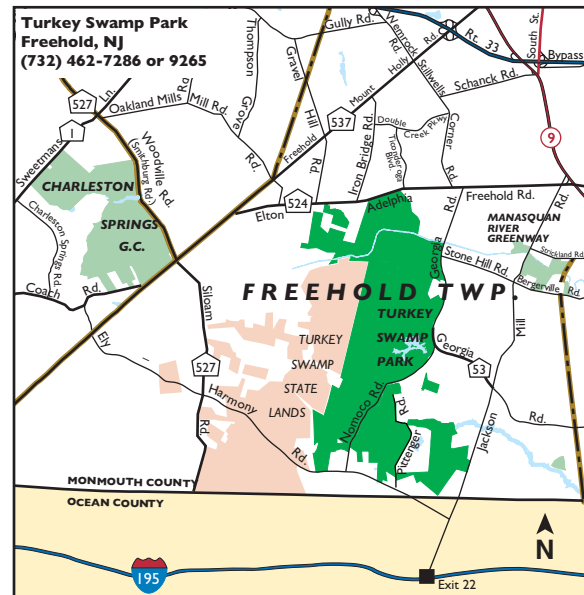 Turkey Swamp Park
Freehold, NJ
(732) 462-7286 or 9265
Gully Rd.
Wemrock Rd.
Rt. 33
South St.
Bypass
Thompson Grove Rd.
Gravel Hill Rd.
Mount Holly Rd.
Stillwells Corner Rd.
Schanck Rd.
527
Oakland Mills Rd.
Mill Rd.
1
Sweetmans Ln.
Woodville Rd.
(Smithburg Rd.)
537
Freehold
Iron Bridge Rd.
Double Creek Pkwy
Ticonderoga Blvd.
9
CHARLESTON
SPRINGS
G.C.
Charleston Springs Rd.
524
Elton
Adelphia
Freehold Rd.
MANASQUAN
RIVER
GREENWAY
Strickland Rd.
Georgia
Stone Hill Rd.
Bergerville Rd.
Coach Rd.
Siloam Rd.
FREEHOLD TWP.
TURKEY
SWAMP
PARK
TURKEY
SWAMP
STATE
LANDS
Ely
Harmony Rd.
527
Georgia Rd.
53
Jackson Mill Rd.
Nomoco Rd.
Pittenger Rd.
MONMOUTH COUNTY
OCEAN COUNTY
195
Exit 22
N